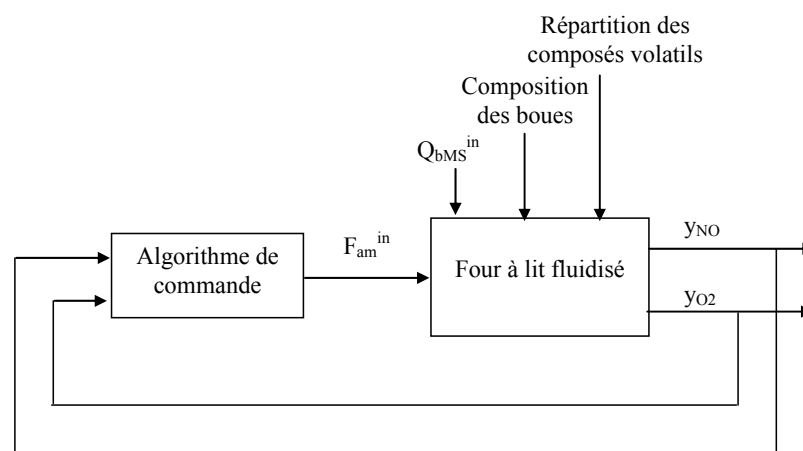 Répartition des
composés volatils
Composition
des boues
Q_bMS^in
Algorithme de
commande
F_am^in
Four à lit fluidisé
y_NO
y_O2